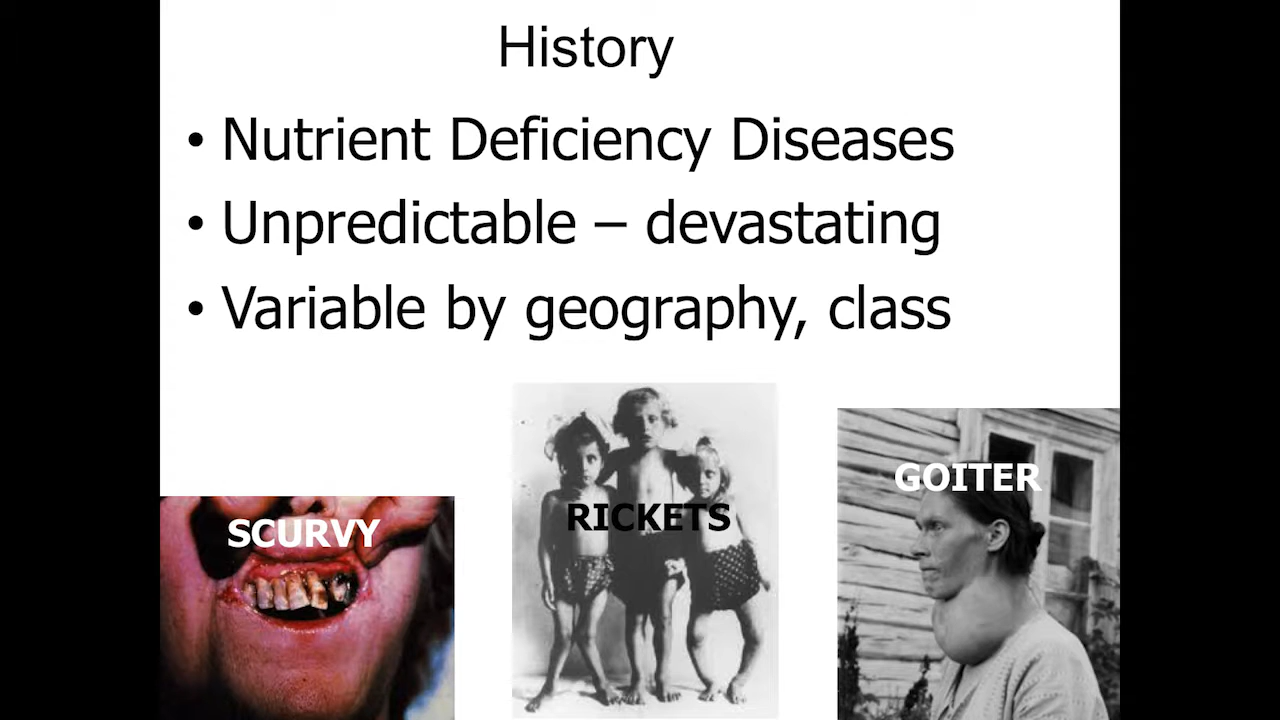 History
• Nutrient Deficiency Diseases
• Unpredictable – devastating
• Variable by geography, class
SCURVY
RICKETS
GOITER